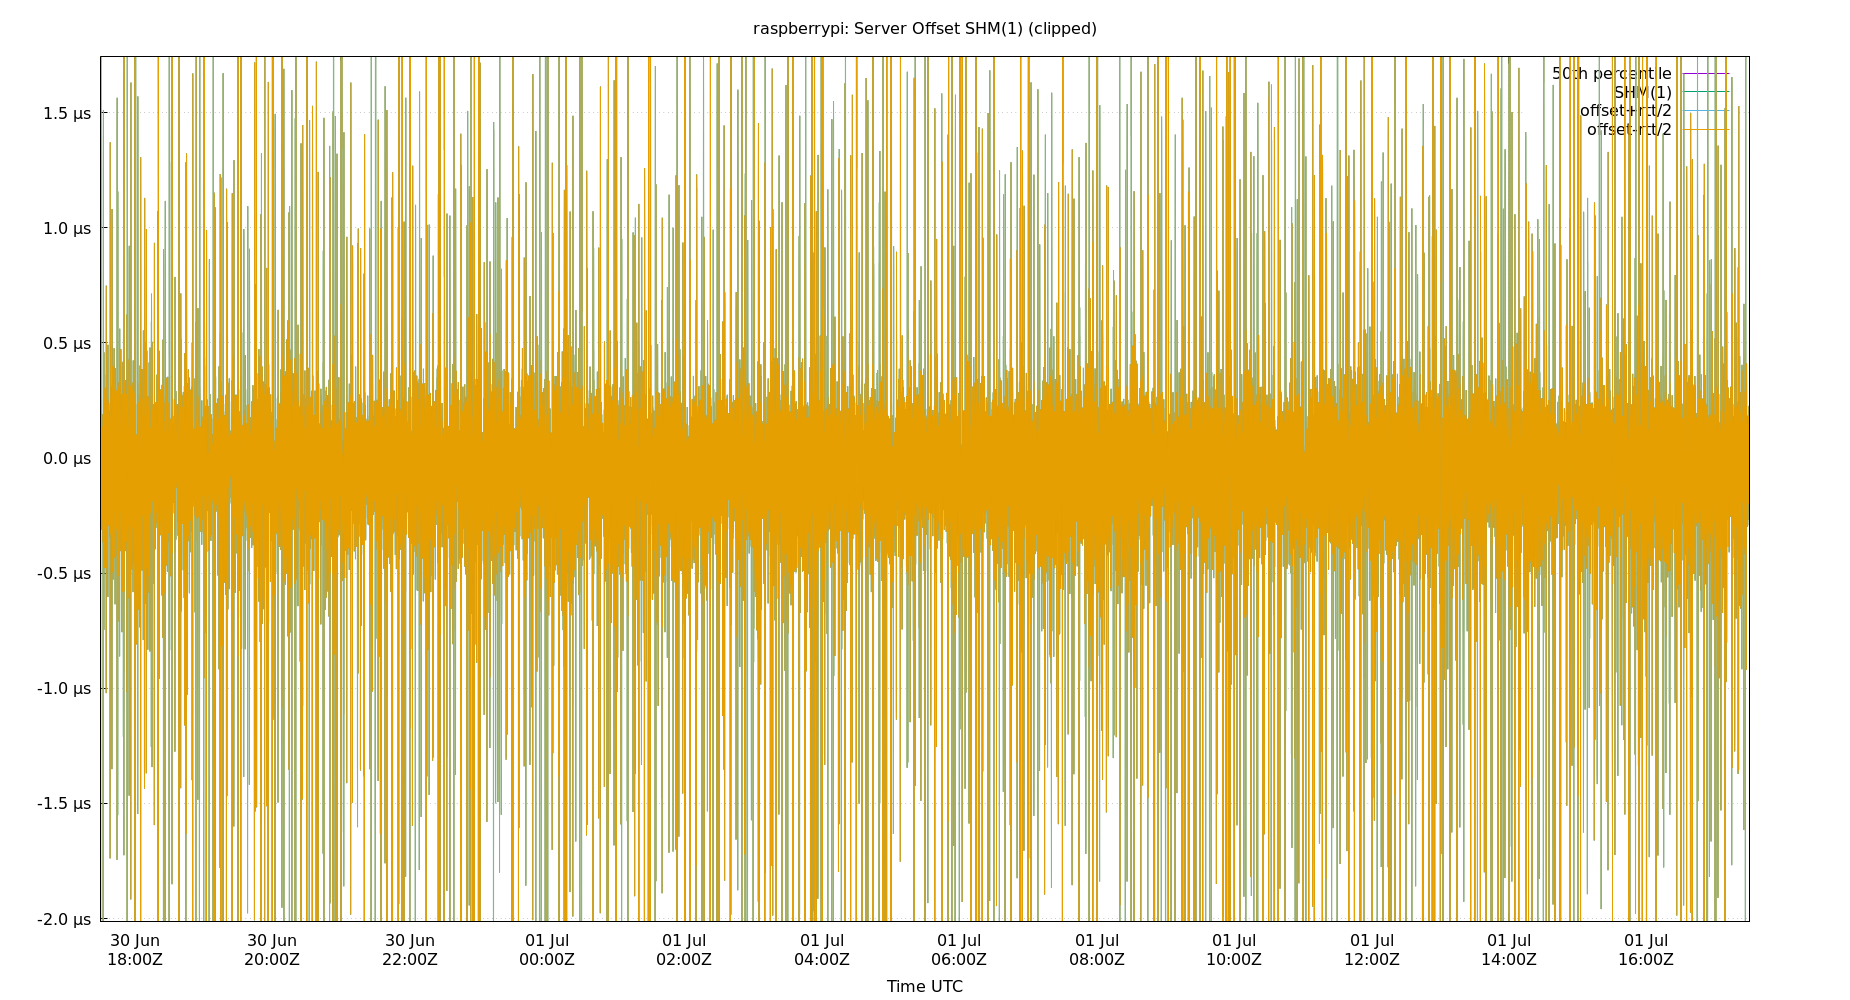 raspberrypi: Server Offset SHM(1) (clipped)
50th percentile
SHM(1)
offset+rtt/2
offset-rtt/2
1.5 µs
1.0 µs
0.5 µs
0.0 µs
-0.5 µs
-1.0 µs
-1.5 µs
-2.0 µs
30 Jun 30 Jun 30 Jun 01 Jul 01 Jul 01 Jul 01 Jul 01 Jul 01 Jul 01 Jul 01 Jul 01 Jul
18:00Z 20:00Z 22:00Z 00:00Z 02:00Z 04:00Z 06:00Z 08:00Z 10:00Z 12:00Z 14:00Z 16:00Z
Time UTC